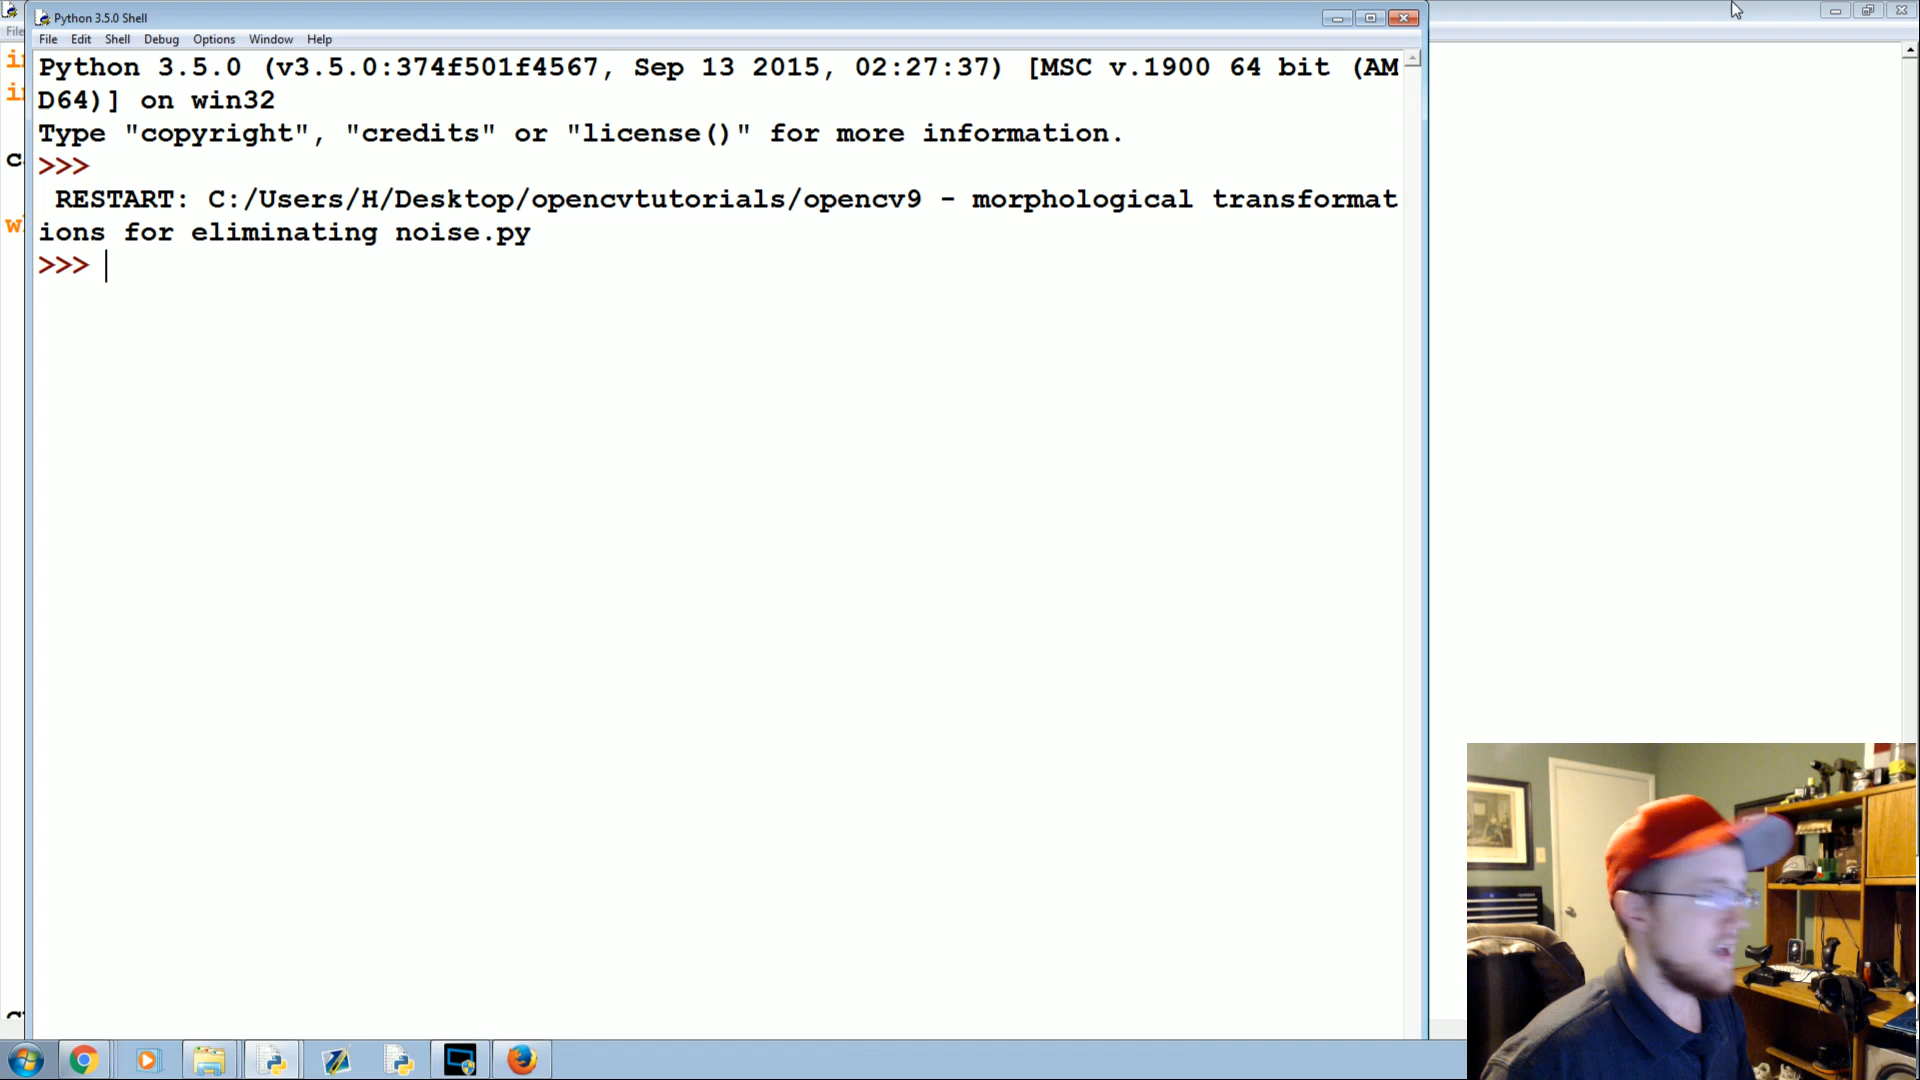 Python 3.5.0 Shell
File Edit Shell Debug Options Window Help
Python 3.5.0 (v3.5.0:374f501f4567, Sep 13 2015, 02:27:37) [MSC v.1900 64 bit (AM
D64)] on win32
Type "copyright", "credits" or "license()" for more information.
>>>
RESTART: C:/Users/H/Desktop/opencvtutorials/opencv9 - morphological transformat
ions for eliminating noise.py
>>>